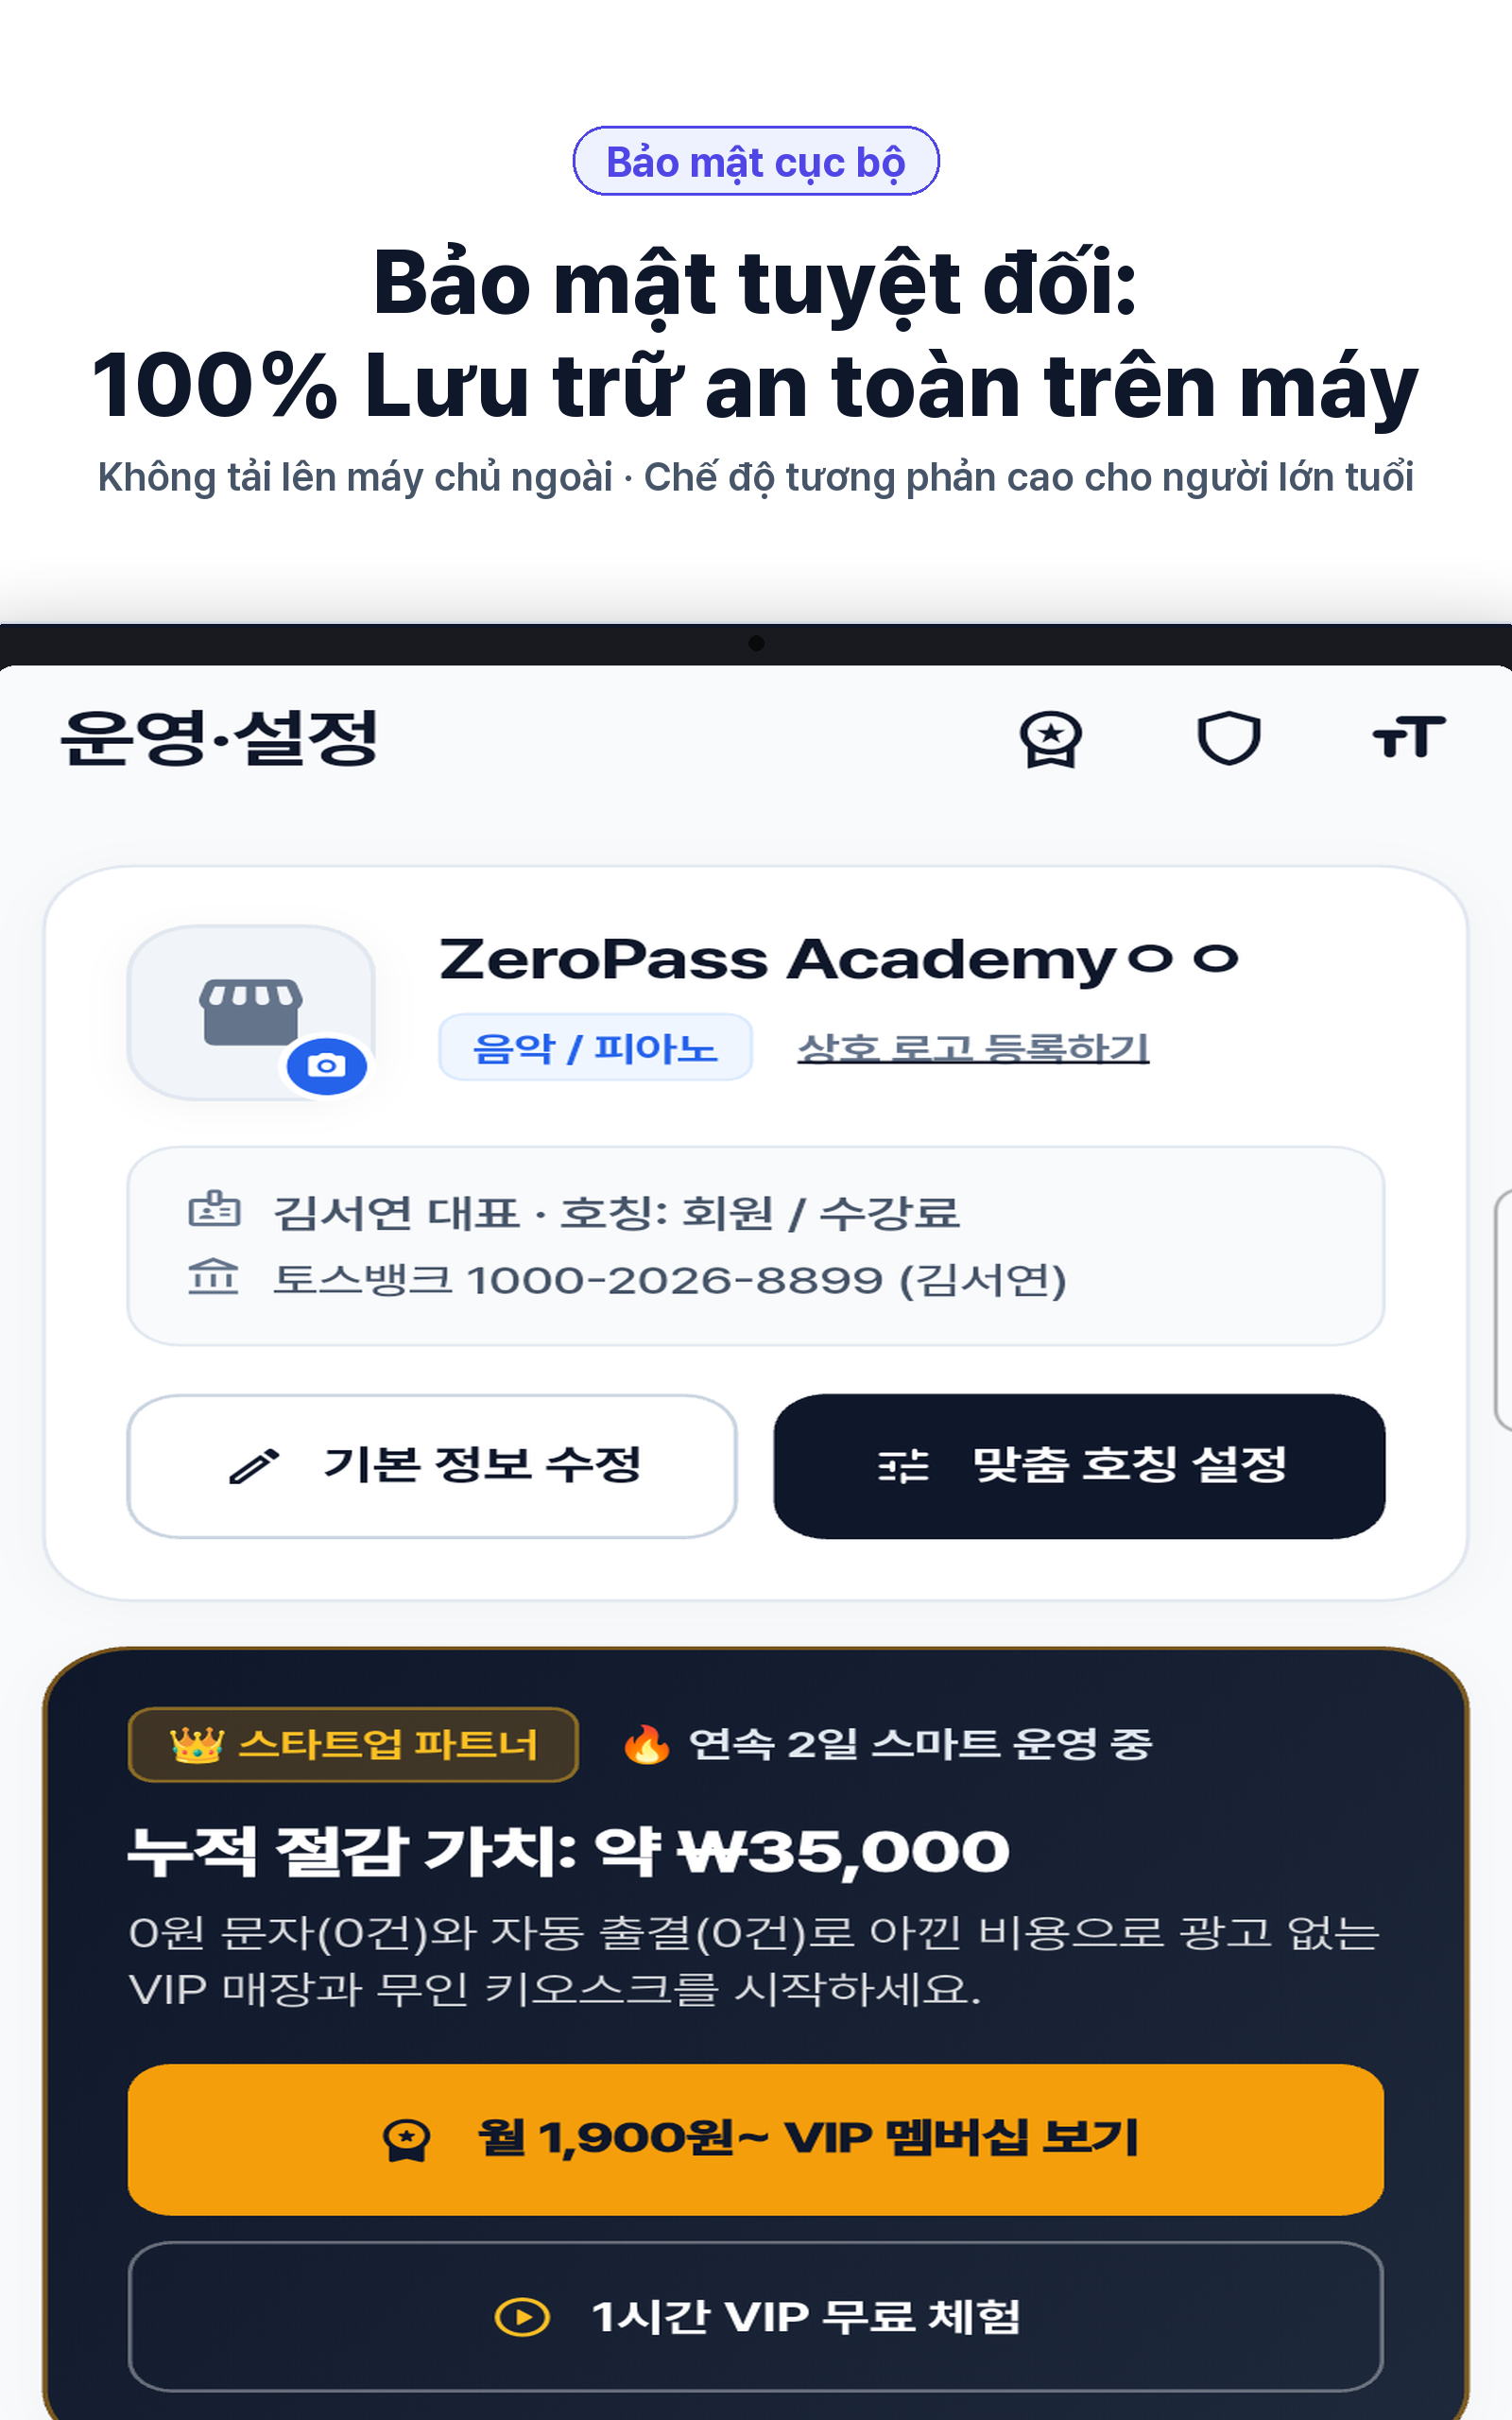 Bảo mật cục bộ
Bảo mật tuyệt đối:
100% Lưu trữ an toàn trên máy
Không tải lên máy chủ ngoài · Chế độ tương phản cao cho người lớn tuổi
운영·설정
ZeroPass Academyㅇㅇ
음악 / 피아노 상호 로고 등록하기
김서연 대표 · 호칭: 회원 / 수강료
토스뱅크 1000-2026-8899 (김서연)
기본 정보 수정 맞춤 호칭 설정
👑 스타트업 파트너 🔥 연속 2일 스마트 운영 중
누적 절감 가치: 약 ₩35,000
0원 문자(0건)와 자동 출결(0건)로 아낀 비용으로 광고 없는
VIP 매장과 무인 키오스크를 시작하세요.
월 1,900원~ VIP 멤버십 보기
1시간 VIP 무료 체험